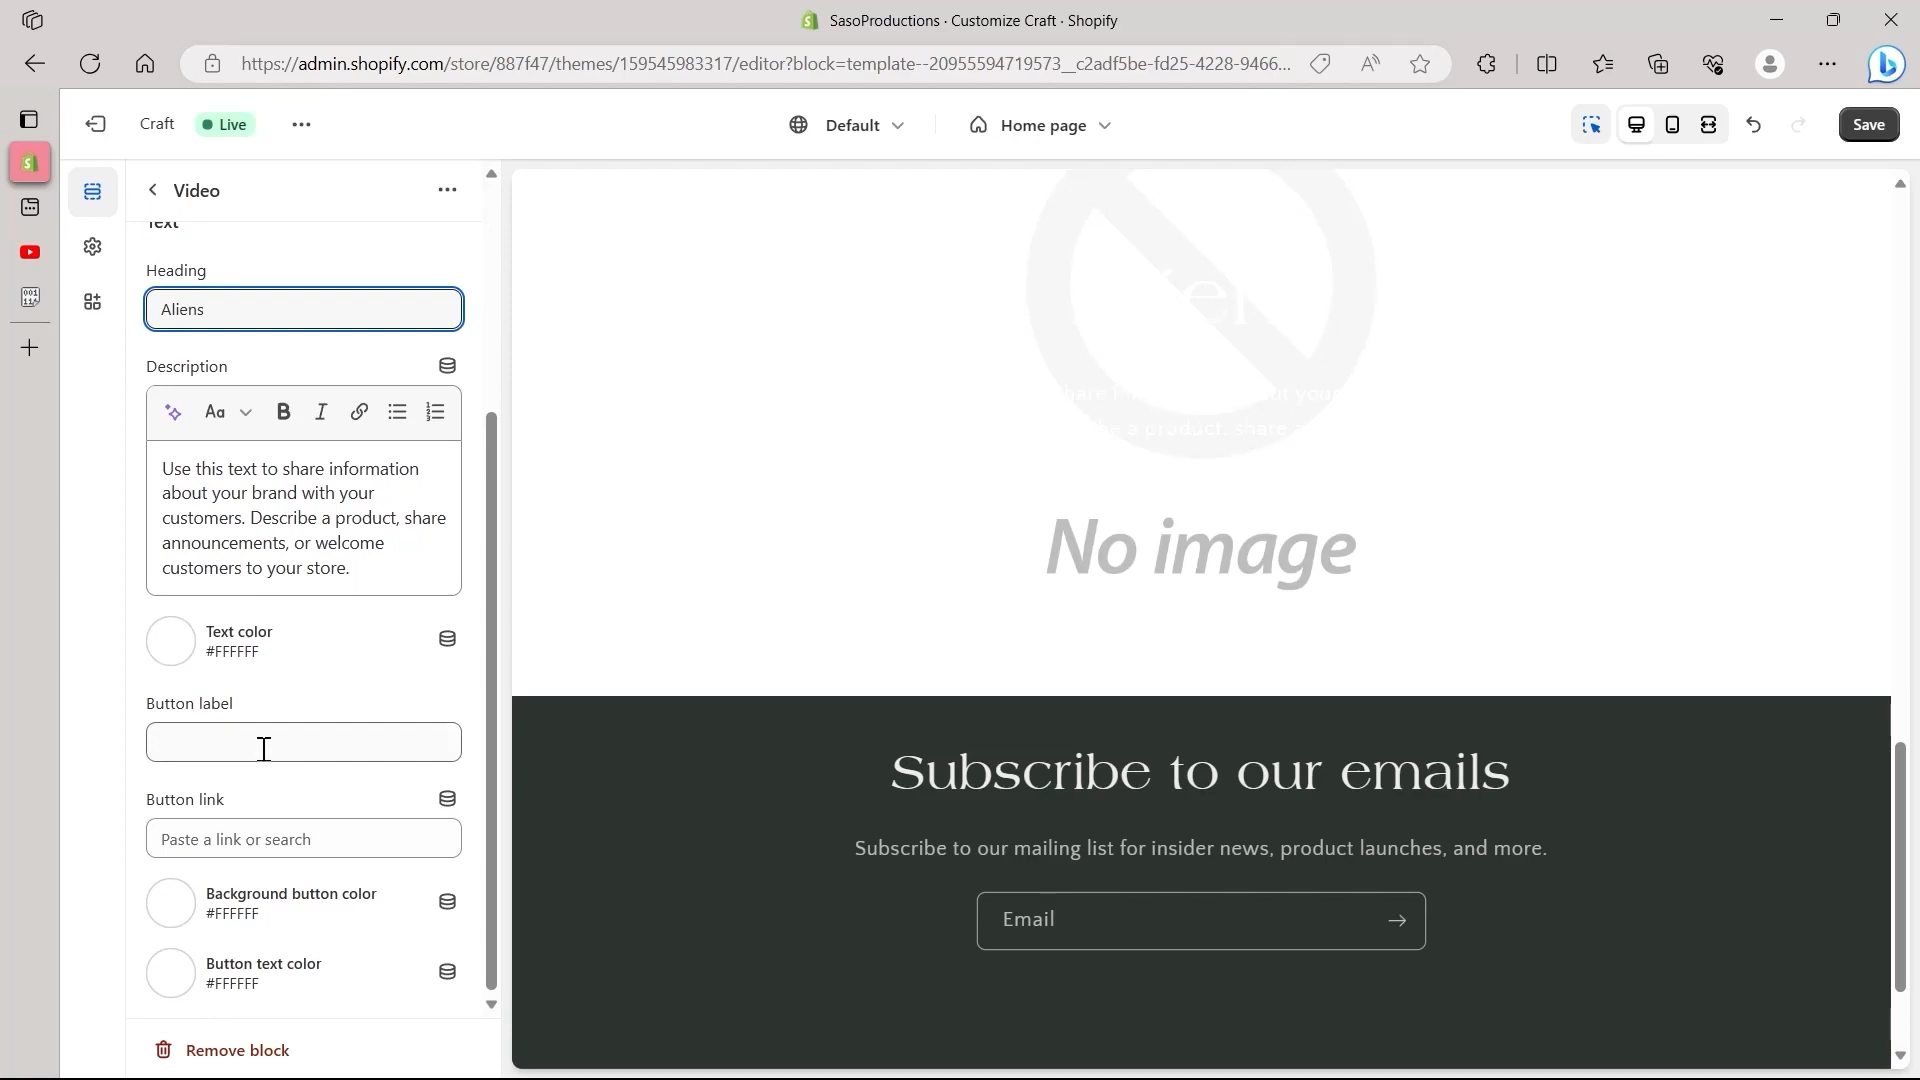 SasoProductions · Customize Craft · Shopify
https://admin.shopify.com/store/887f47/themes/159545983317/editor?block=template--20955594719573__c2adf5be-fd25-4228-9466...
Craft
Live
Default
Home page
Save
Video
Text
Heading
Aliens
Description
Aa
B
I
Use this text to share information
about your brand with your
customers. Describe a product, share
announcements, or welcome
customers to your store.
Text color
#FFFFFF
Button label
Button link
Paste a link or search
Background button color
#FFFFFF
Button text color
#FFFFFF
Remove block
No image
Subscribe to our emails
Subscribe to our mailing list for insider news, product launches, and more.
Email